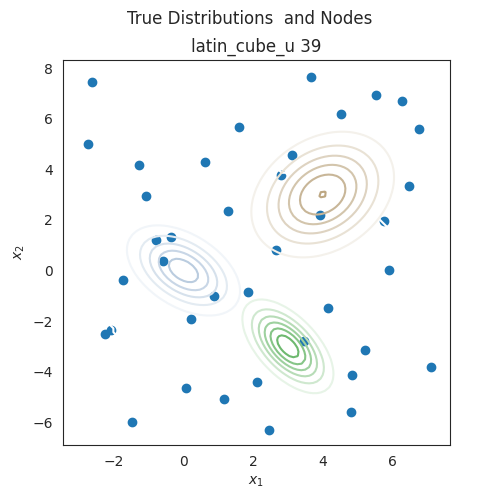 True Distributions  and Nodes
latin_cube_u 39
8
6
4
2
0
−2
−4
−6
x₂
−2 0 2 4 6
x₁